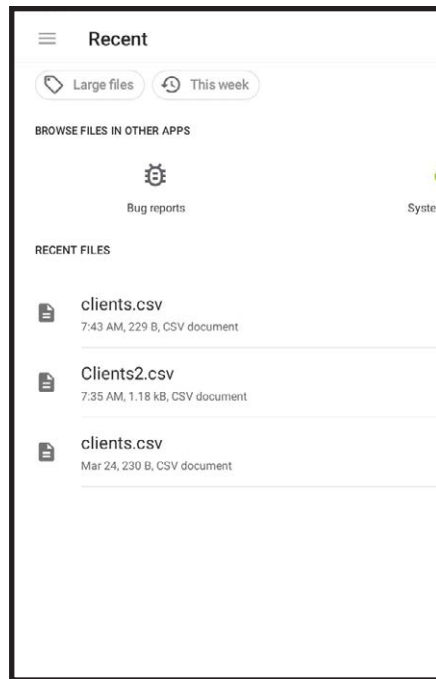 Recent
Large files
This week
BROWSE FILES IN OTHER APPS
Bug reports
Syste
RECENT FILES
clients.csv
7:43 AM, 229 B, CSV document
Clients2.csv
7:35 AM, 1.18 kB, CSV document
clients.csv
Mar 24, 230 B, CSV document